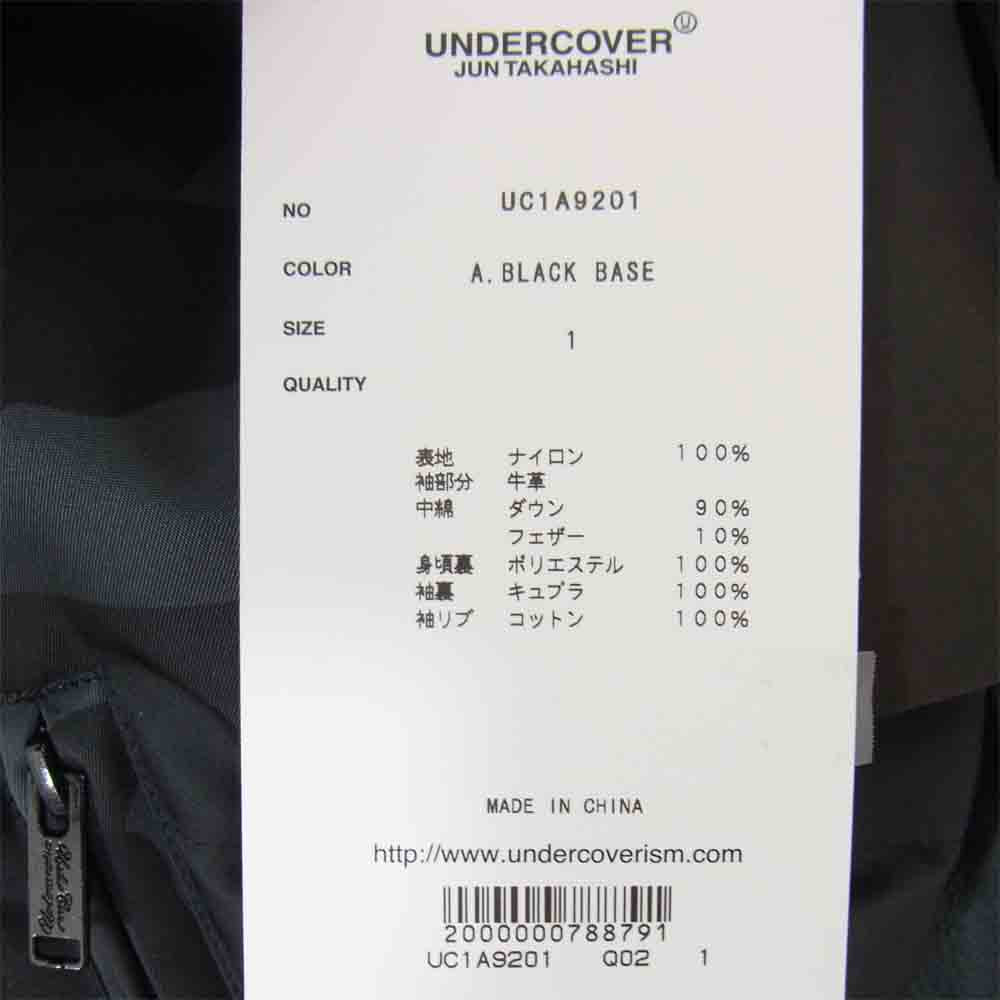 UNDERCOVER
JUN TAKAHASHI
NO UC1A9201
COLOR A.BLACK BASE
SIZE 1
QUALITY
表地 ナイロン 100%
袖部分 牛革
中綿 ダウン 90%
フェザー 10%
身頃裏 ポリエステル 100%
袖裏 キュプラ 100%
袖リブ コットン 100%
MADE IN CHINA
http://www.undercoverism.com
2000000788791
UC1A9201 Q02 1